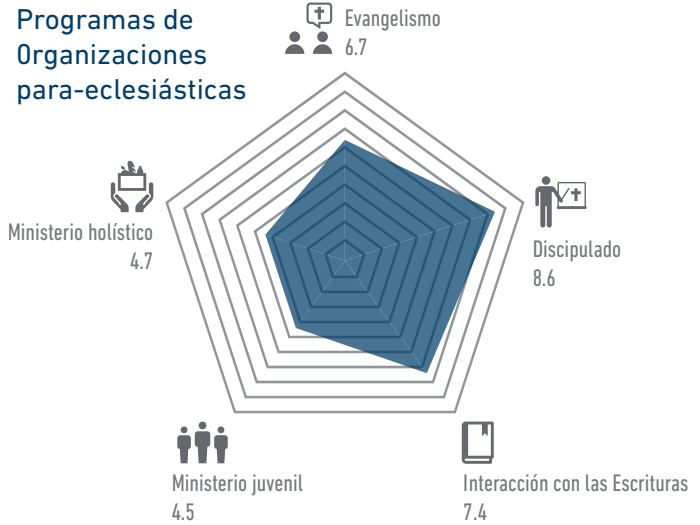 Programas de
Organizaciones
para-eclesiásticas
Evangelismo
6.7
Discipulado
8.6
Interacción con las Escrituras
7.4
Ministerio juvenil
4.5
Ministerio holístico
4.7